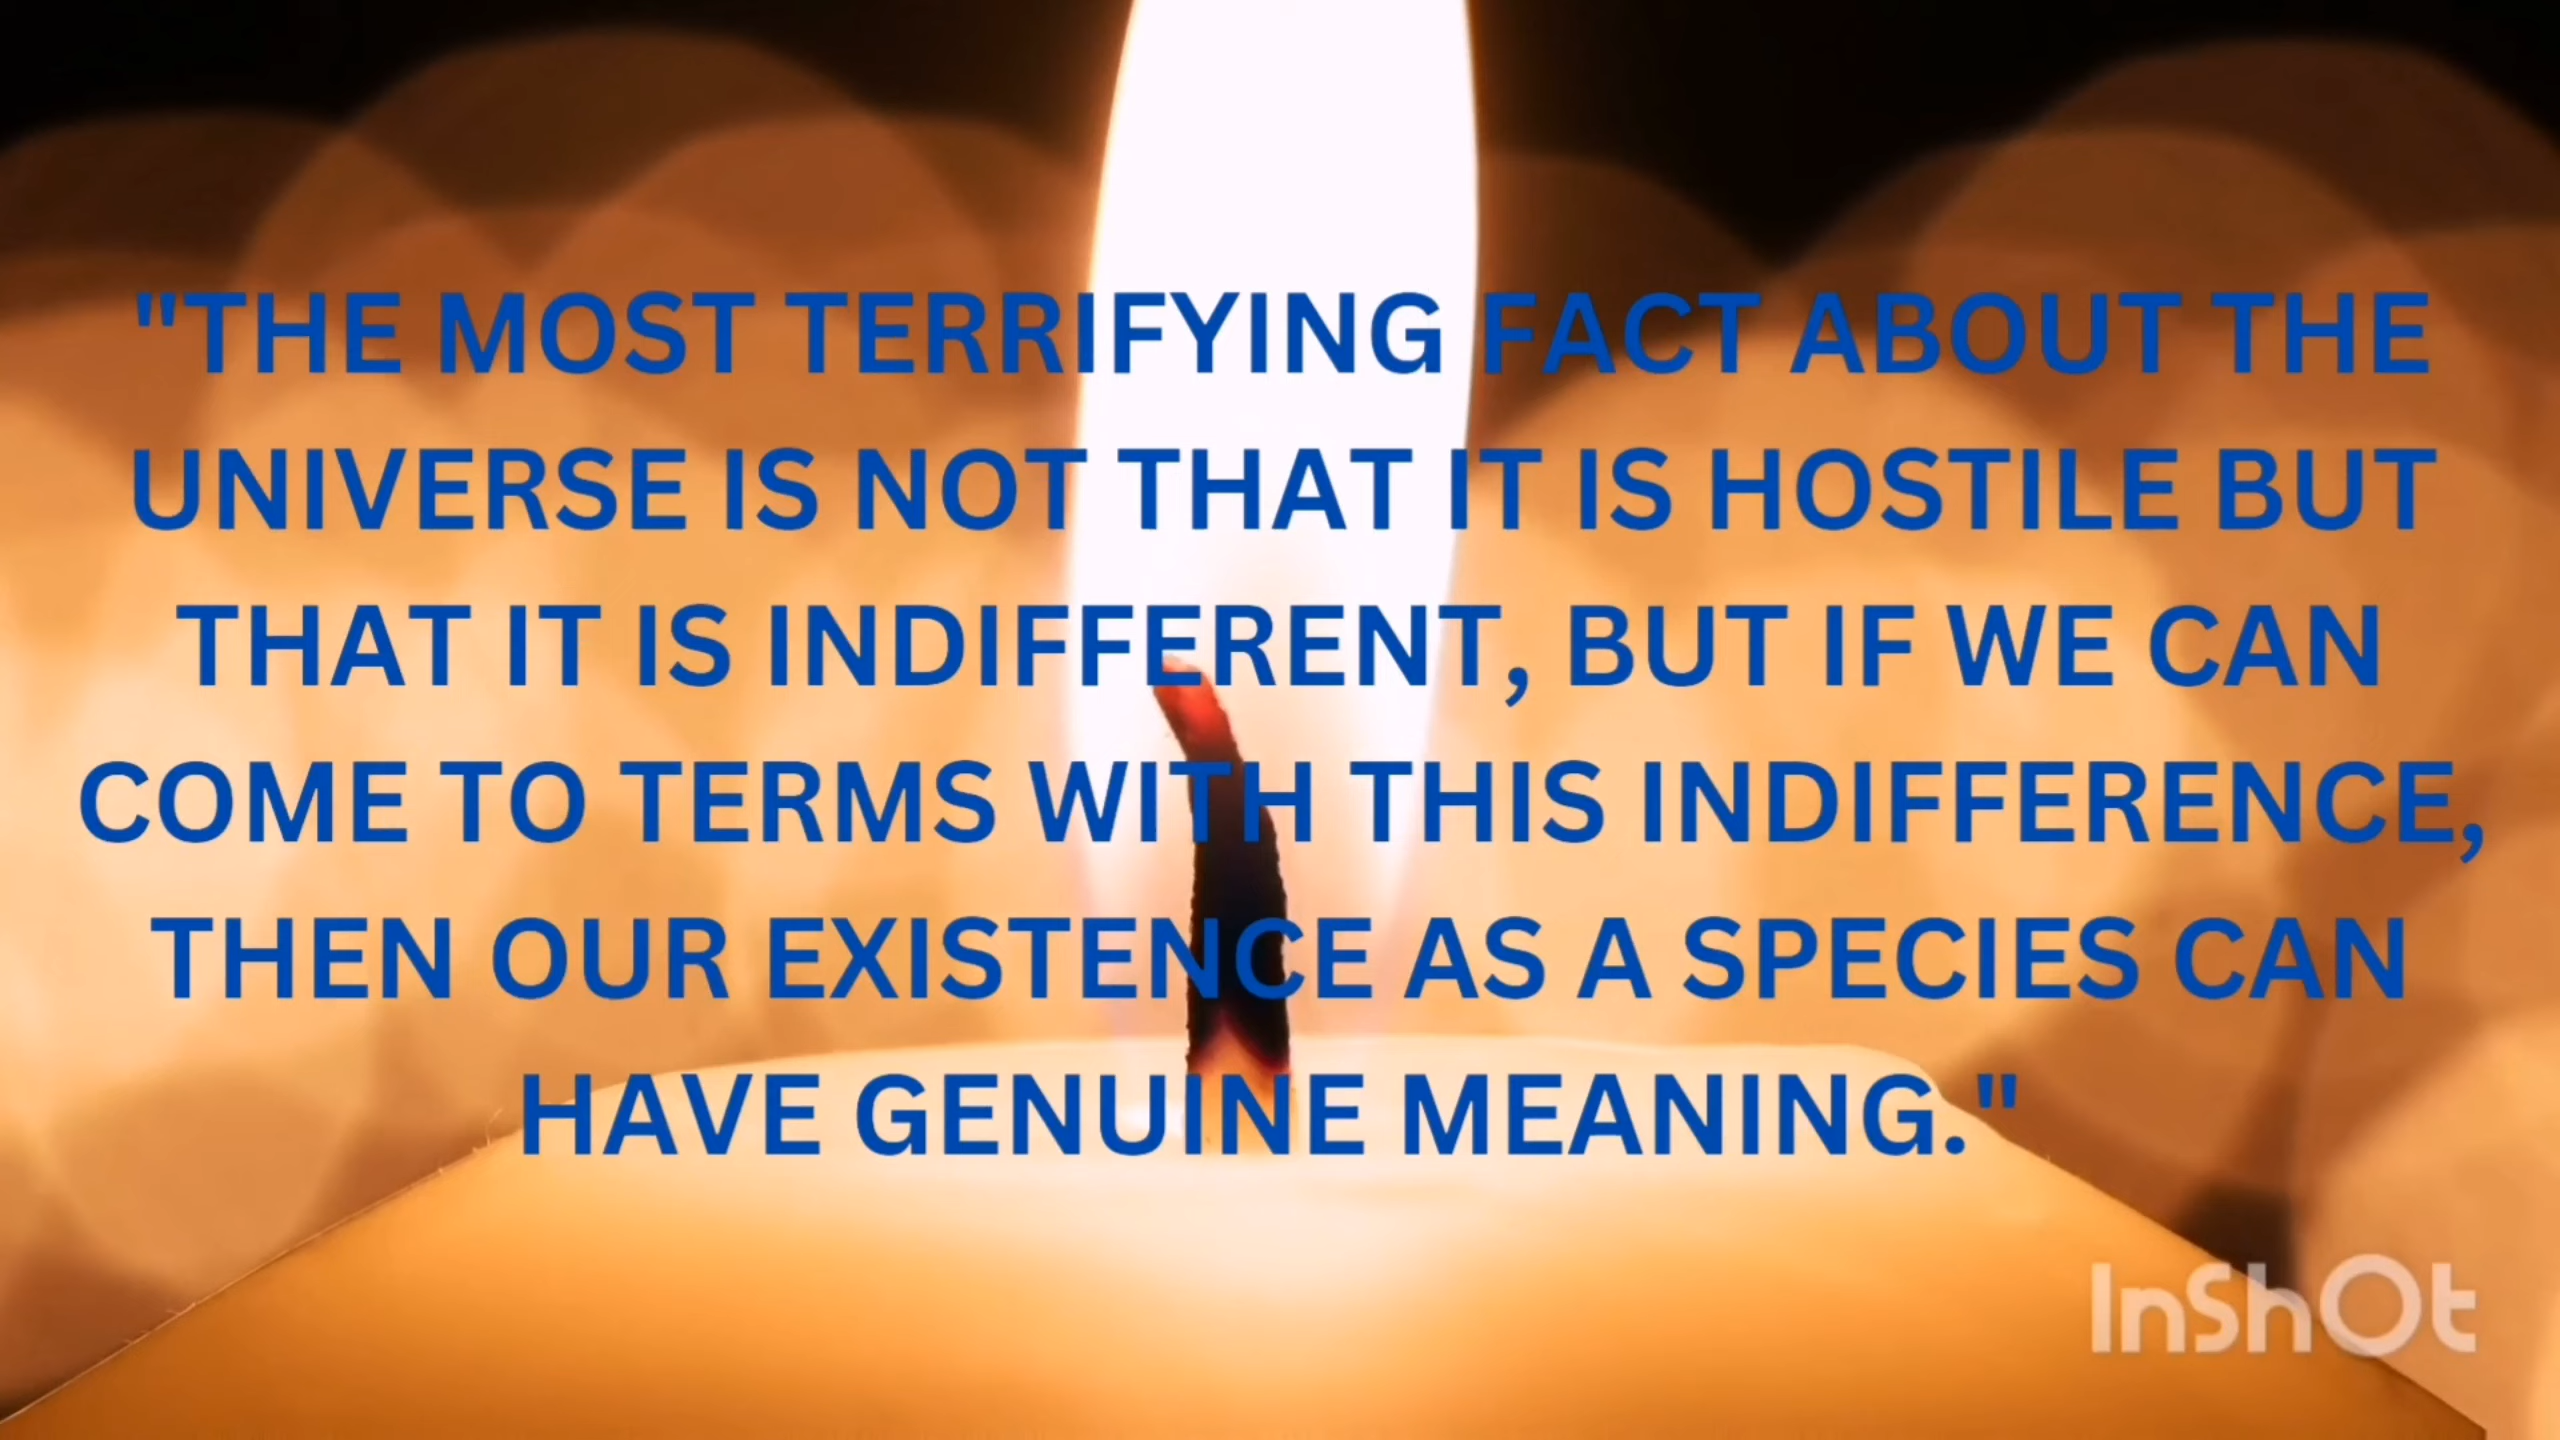 "THE MOST TERRIFYING FACT ABOUT THE
UNIVERSE IS NOT THAT IT IS HOSTILE BUT
THAT IT IS INDIFFERENT, BUT IF WE CAN
COME TO TERMS WITH THIS INDIFFERENCE,
THEN OUR EXISTENCE AS A SPECIES CAN
HAVE GENUINE MEANING."
InShOt